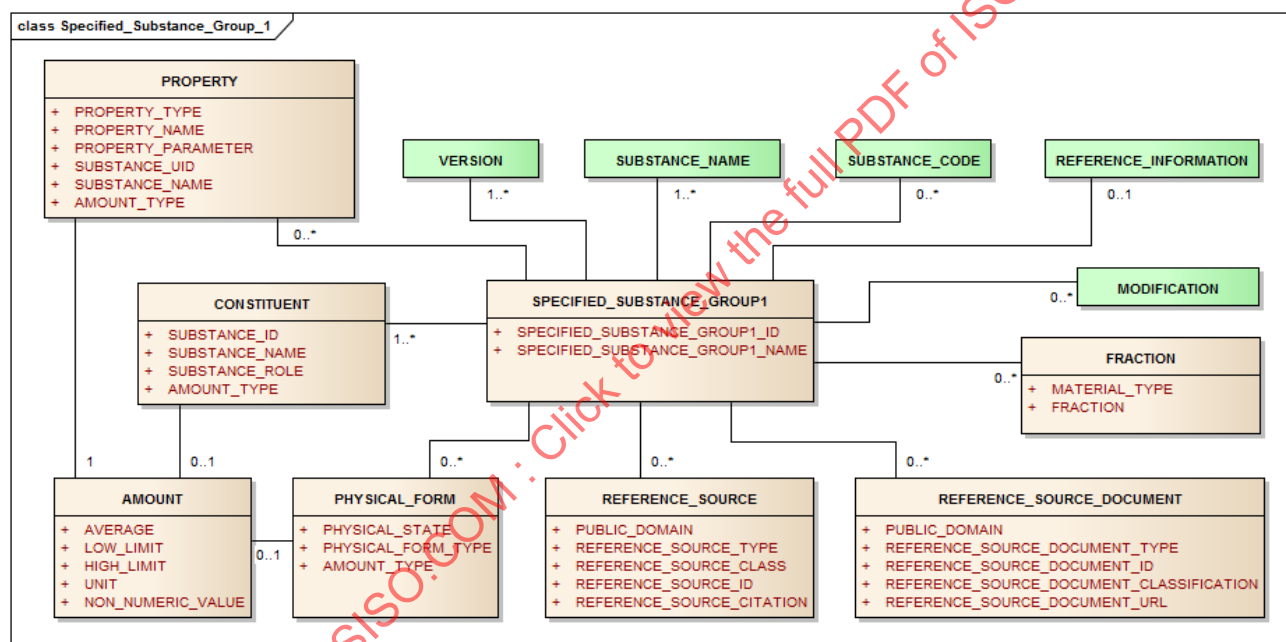 class Specified_Substance_Group_1
PROPERTY
+ PROPERTY_TYPE
+ PROPERTY_NAME
+ PROPERTY_PARAMETER
+ SUBSTANCE_UID
+ SUBSTANCE_NAME
+ AMOUNT_TYPE
VERSION
SUBSTANCE_NAME
SUBSTANCE_CODE
REFERENCE_INFORMATION
1..*
1..*
0..*
0..1
0..*
CONSTITUENT
+ SUBSTANCE_ID
+ SUBSTANCE_NAME
+ SUBSTANCE_ROLE
+ AMOUNT_TYPE
1..*
SPECIFIED_SUBSTANCE_GROUP1
+ SPECIFIED_SUBSTANCE_GROUP1_ID
+ SPECIFIED_SUBSTANCE_GROUP1_NAME
MODIFICATION
0..*
FRACTION
+ MATERIAL_TYPE
+ FRACTION
0..*
1
0..1
0..*
0..*
0..*
AMOUNT
+ AVERAGE
+ LOW_LIMIT
+ HIGH_LIMIT
+ UNIT
+ NON_NUMERIC_VALUE
0..1
PHYSICAL_FORM
+ PHYSICAL_STATE
+ PHYSICAL_FORM_TYPE
+ AMOUNT_TYPE
REFERENCE_SOURCE
+ PUBLIC_DOMAIN
+ REFERENCE_SOURCE_TYPE
+ REFERENCE_SOURCE_CLASS
+ REFERENCE_SOURCE_ID
+ REFERENCE_SOURCE_CITATION
REFERENCE_SOURCE_DOCUMENT
+ PUBLIC_DOMAIN
+ REFERENCE_SOURCE_DOCUMENT_TYPE
+ REFERENCE_SOURCE_DOCUMENT_ID
+ REFERENCE_SOURCE_DOCUMENT_CLASSIFICATION
+ REFERENCE_SOURCE_DOCUMENT_URL
SISO.COM : Click to view the full PDF of ISO